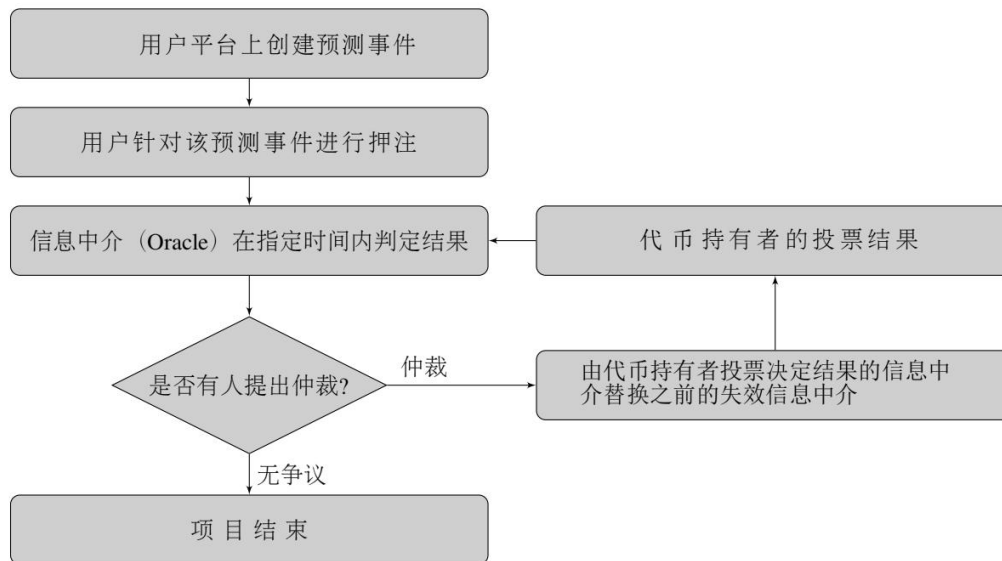 用户平台上创建预测事件
用户针对该预测事件进行押注
信息中介（Oracle）在指定时间内判定结果
代币持有者的投票结果
是否有人提出仲裁?
仲裁
由代币持有者投票决定结果的信息中
介替换之前的失效信息中介
无争议
项目结束